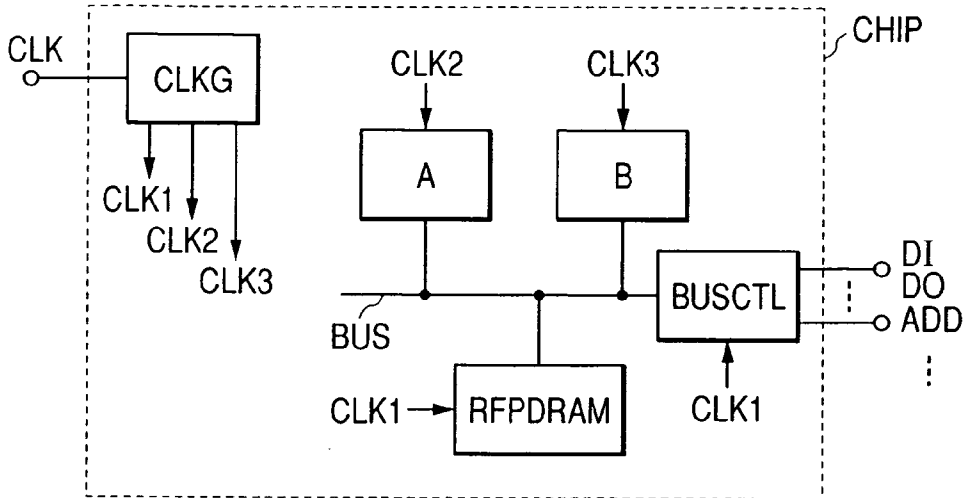 CHIP
CLK
CLKG
CLK1
CLK2
CLK3
CLK2
CLK3
A
B
BUS
BUSCTL
DI
DO
ADD
CLK1
RFPDRAM
CLK1